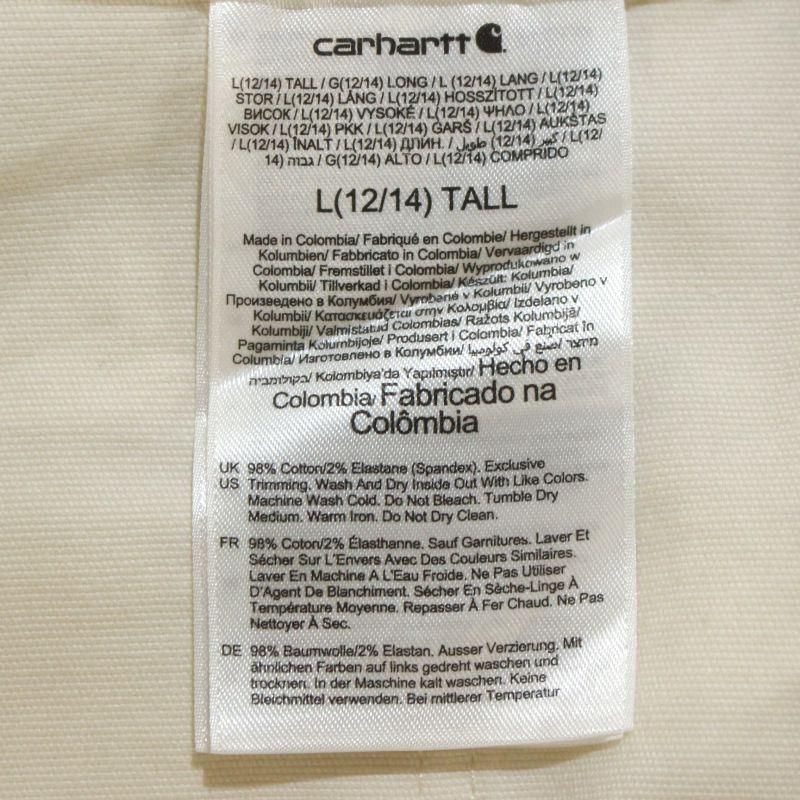 carhartt
L(12/14) TALL / G(12/14) LONG / L (12/14) LANG / L(12/14)
STOR / L(12/14) LÅNG / L(12/14) HOSSZÍTOTT / L(12/14)
ВИСОК / L(12/14) VYSOKÉ / L(12/14) ΨΗΛΟ / L(12/14)
VISOK / L(12/14) PKK / L(12/14) GARŠ / L(12/14) AUKŠTAS
/ L(12/14) ÎNALT / L(12/14) ДЛИН. / كبير (12/14) طويل / L(12/
14) גבוה / G(12/14) ALTO / L(12/14) COMPRIDO
L(12/14) TALL
Made in Colombia/ Fabriqué en Colombie/ Hergestellt in
Kolumbien/ Fabbricato in Colombia/ Vervaardigd in
Colombia/ Fremstillet i Colombia/ Wyprodukowano w
Kolumbii/ Tillverkad i Colombia/ Készült: Kolumbia/
Произведено в Колумбия/ Vyrobené v Kolumbii/ Vyrobeno v
Kolumbii/ Κατασκευάζεται στην Κολομβία/ Izdelano v
Kolumbiji/ Valmistatud Colombias/ Ražots Kolumbijā/
Pagaminta Kolumbijoje/ Produsert i Colombia/ Fabricat în
Columbia/ Изготовлено в Колумбии/ صنع في كولومبيا/ מיוצר
בקולומביה/ Kolombiya'da Yapılmıştır/ Hecho en
Colombia/ Fabricado na
Colômbia
UK 98% Cotton/2% Elastane (Spandex). Exclusive
US Trimming. Wash And Dry Inside Out With Like Colors.
Machine Wash Cold. Do Not Bleach. Tumble Dry
Medium. Warm Iron. Do Not Dry Clean.
FR 98% Coton/2% Élasthanne. Sauf Garnitures. Laver Et
Sécher Sur L'Envers Avec Des Couleurs Similaires.
Laver En Machine A L'Eau Froide. Ne Pas Utiliser
D'Agent De Blanchiment. Sécher En Sèche-Linge À
Température Moyenne. Repasser À Fer Chaud. Ne Pas
Nettoyer À Sec.
DE 98% Baumwolle/2% Elastan. Ausser Verzierung. Mit
ähnlichen Farben auf links gedreht waschen und
trocknen. In der Maschine kalt waschen. Keine
Bleichmittel verwenden. Bei mittlerer Temperatur